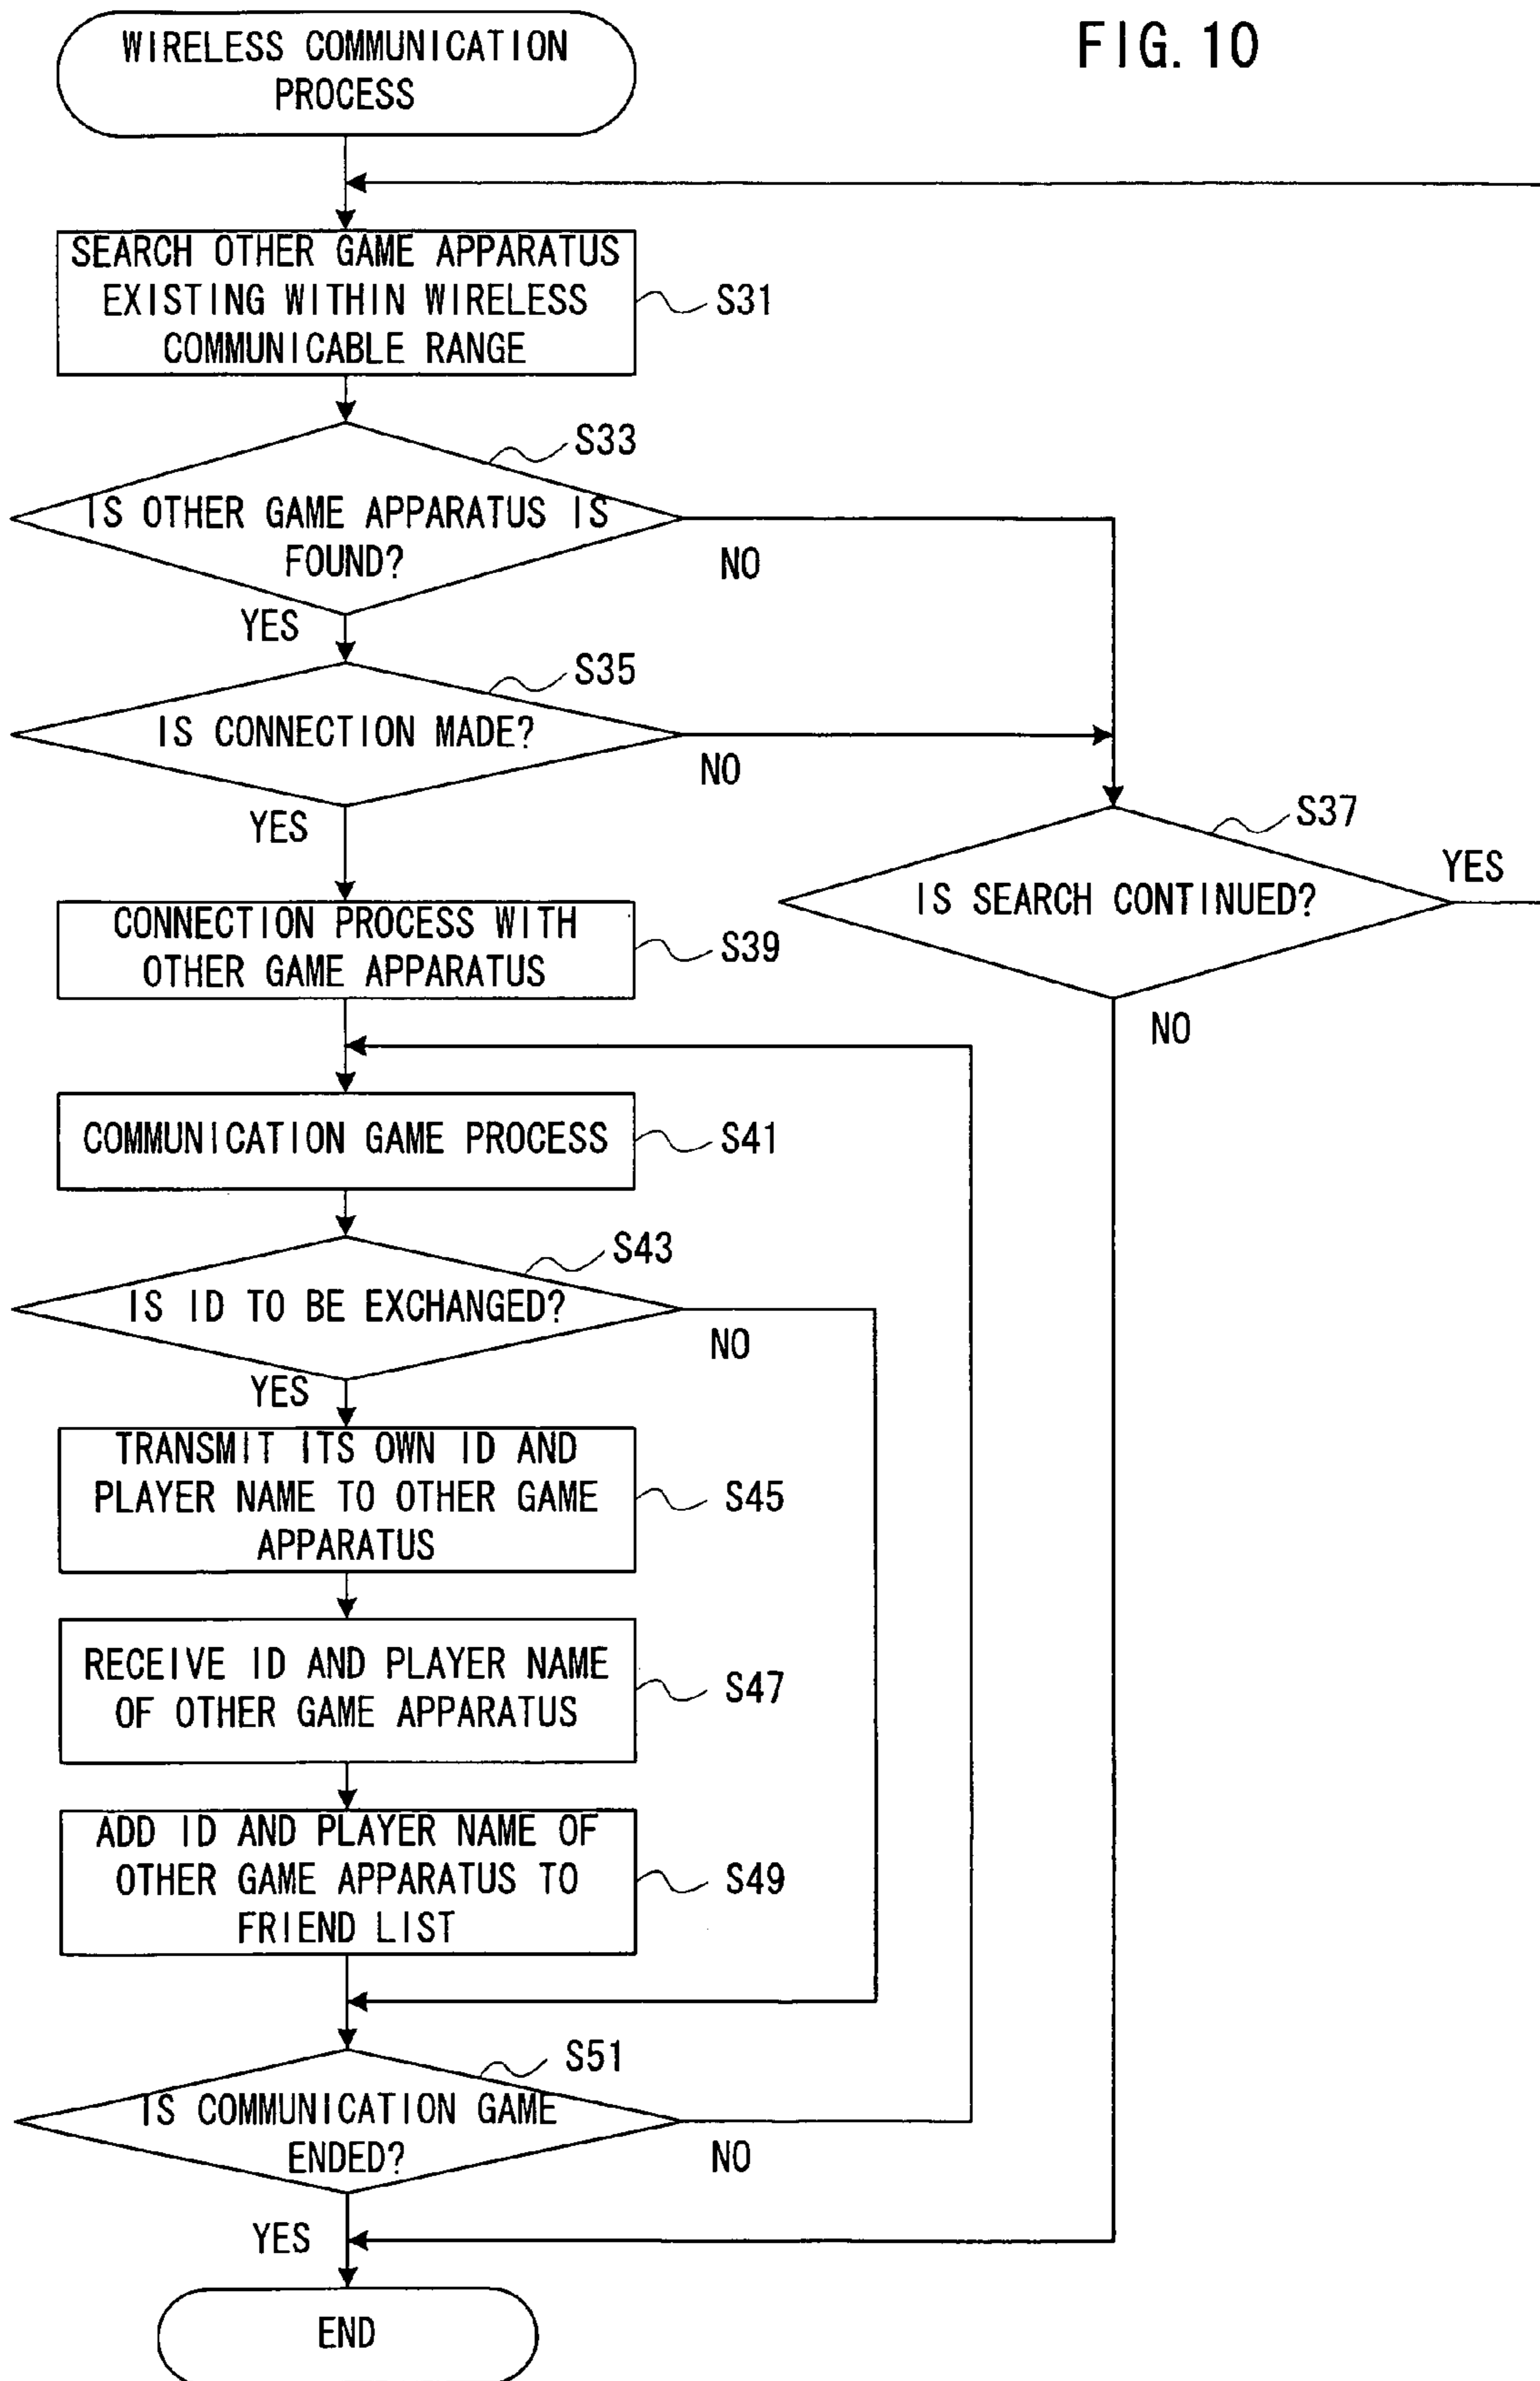 FIG. 10
WIRELESS COMMUNICATION
PROCESS
SEARCH OTHER GAME APPARATUS
EXISTING WITHIN WIRELESS
COMMUNICABLE RANGE
S31
S33
IS OTHER GAME APPARATUS IS
FOUND?
NO
YES
S35
IS CONNECTION MADE?
NO
YES
S37
IS SEARCH CONTINUED?
YES
NO
CONNECTION PROCESS WITH
OTHER GAME APPARATUS
S39
COMMUNICATION GAME PROCESS
S41
S43
IS ID TO BE EXCHANGED?
NO
YES
TRANSMIT ITS OWN ID AND
PLAYER NAME TO OTHER GAME
APPARATUS
S45
RECEIVE ID AND PLAYER NAME
OF OTHER GAME APPARATUS
S47
ADD ID AND PLAYER NAME OF
OTHER GAME APPARATUS TO
FRIEND LIST
S49
S51
IS COMMUNICATION GAME
ENDED?
NO
YES
END